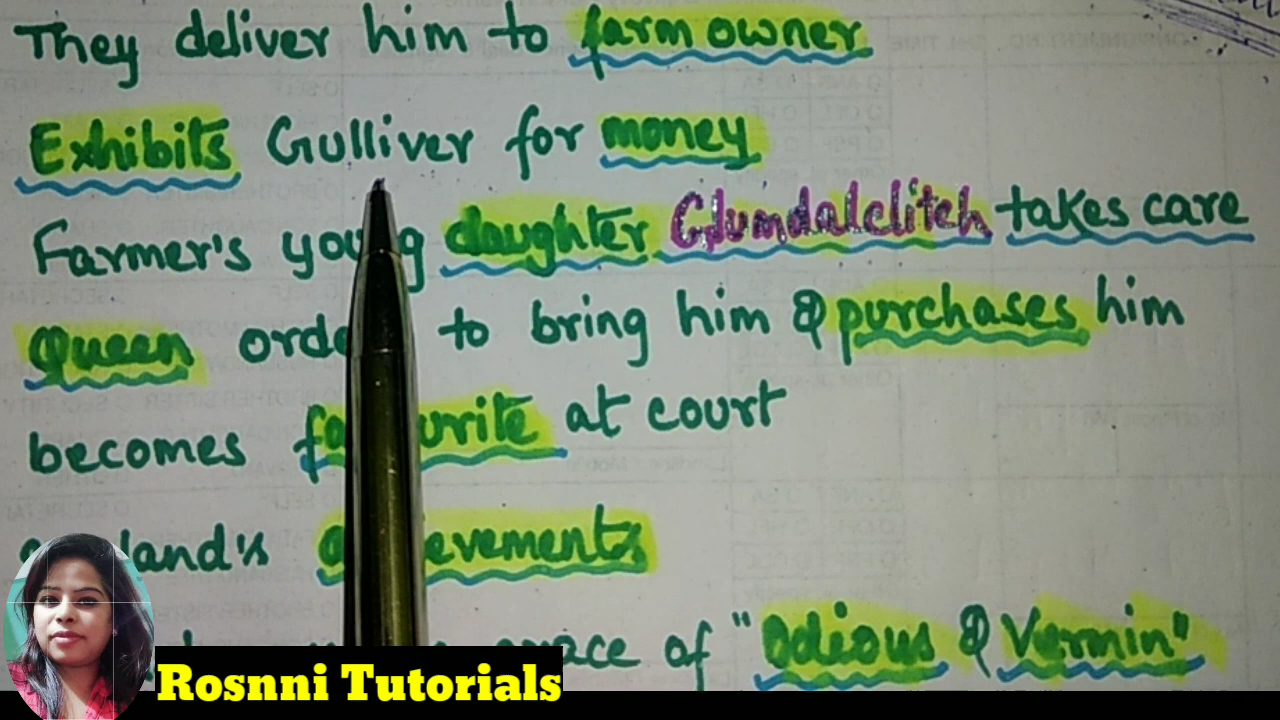 They deliver him to farm owner
Exhibits Gulliver for money
Farmer's young daughter Glumdalclitch takes care
Queen to bring him & purchases him
becomes at court
of "Odious & Vermin"
Rosnni Tutorials